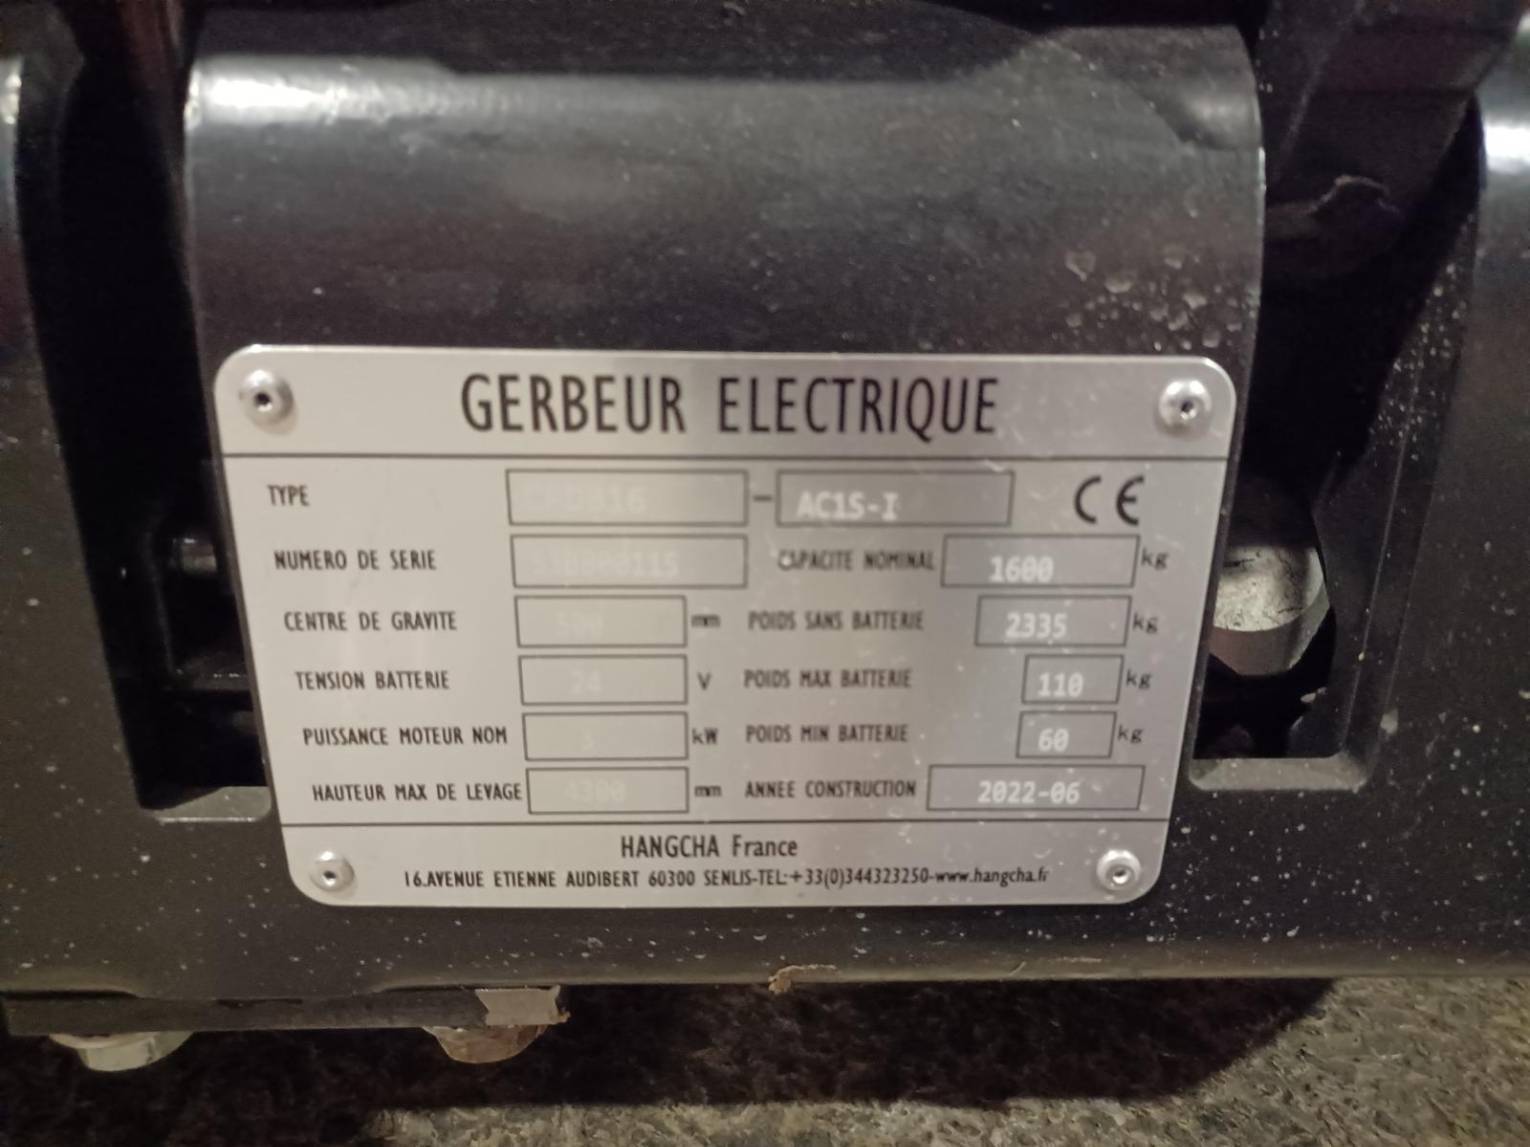 GERBEUR ELECTRIQUE
TYPE - AC1S-I CE
NUMERO DE SERIE CAPACITE NOMINAL 1600 kg
CENTRE DE GRAVITE mm POIDS SANS BATTERIE 2335 kg
TENSION BATTERIE 24 V POIDS MAX BATTERIE 110 kg
PUISSANCE MOTEUR NOM 3 kW POIDS MIN BATTERIE 60 kg
HAUTEUR MAX DE LEVAGE mm ANNEE CONSTRUCTION 2022-06
HANGCHA France
16.AVENUE ETIENNE AUDIBERT 60300 SENLIS-TEL:+33(0)344323250-www.hangcha.fr